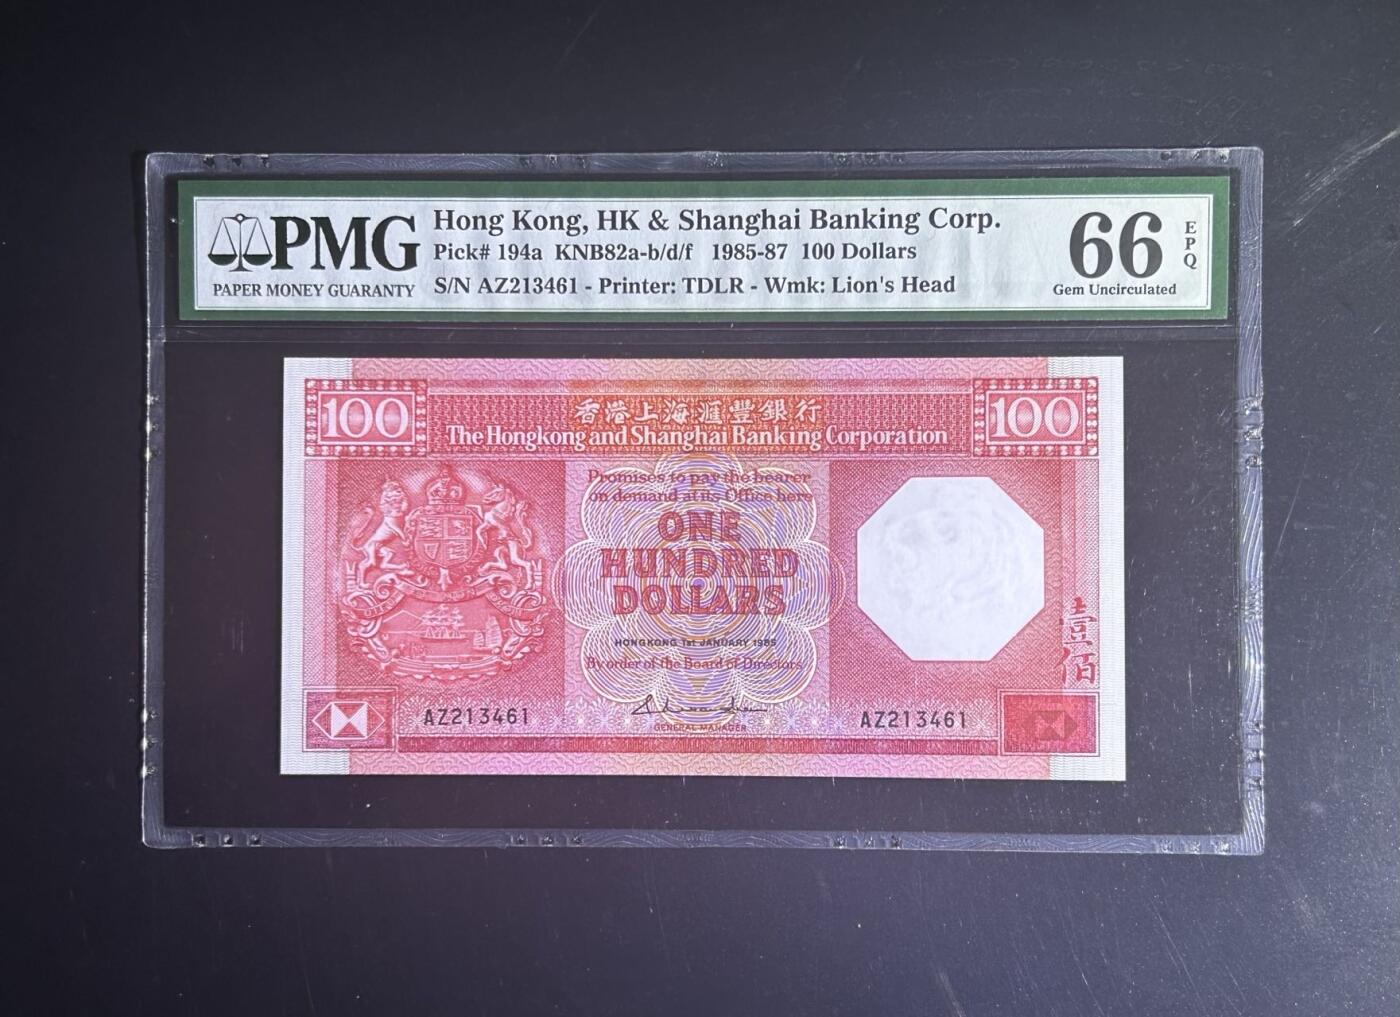 PMG
PAPER MONEY GUARANTY
Hong Kong, HK & Shanghai Banking Corp.
Pick# 194a KNB82a-b/d/f 1985-87 100 Dollars
S/N AZ213461 - Printer: TDLR - Wmk: Lion's Head
66
EPQ
Gem Uncirculated
100
香港上海滙豐銀行
100
The Hongkong and Shanghai Banking Corporation
Promises to pay the bearer
on demand at its Office here
ONE
HUNDRED
DOLLARS
HONGKONG 1st JANUARY 1985
By order of the Board of Directors
GENERAL MANAGER
壹佰
AZ213461
AZ213461